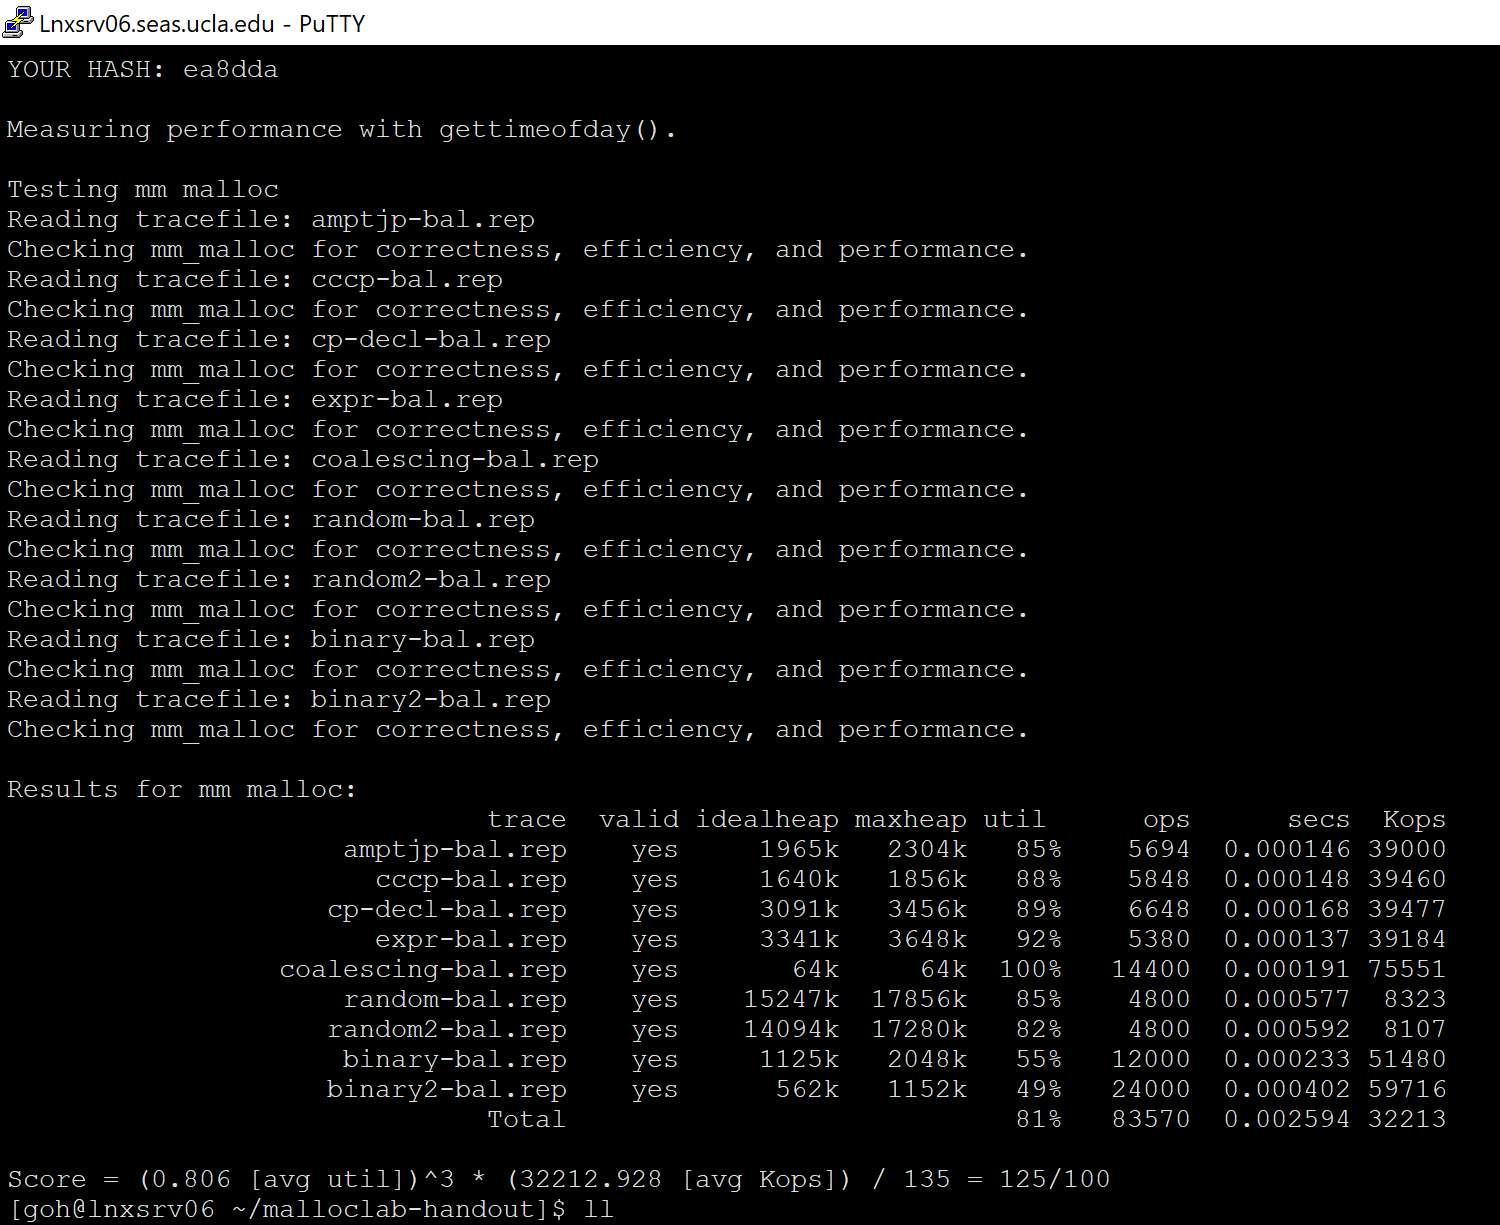 Lnxsrv06.seas.ucla.edu - PuTTY
YOUR HASH: ea8dda
Measuring performance with gettimeofday().
Testing mm malloc
Reading tracefile: amptjp-bal.rep
Checking mm_malloc for correctness, efficiency, and performance.
Reading tracefile: cccp-bal.rep
Checking mm_malloc for correctness, efficiency, and performance.
Reading tracefile: cp-decl-bal.rep
Checking mm_malloc for correctness, efficiency, and performance.
Reading tracefile: expr-bal.rep
Checking mm_malloc for correctness, efficiency, and performance.
Reading tracefile: coalescing-bal.rep
Checking mm_malloc for correctness, efficiency, and performance.
Reading tracefile: random-bal.rep
Checking mm_malloc for correctness, efficiency, and performance.
Reading tracefile: random2-bal.rep
Checking mm_malloc for correctness, efficiency, and performance.
Reading tracefile: binary-bal.rep
Checking mm_malloc for correctness, efficiency, and performance.
Reading tracefile: binary2-bal.rep
Checking mm_malloc for correctness, efficiency, and performance.
Results for mm malloc:
trace valid idealheap maxheap util ops secs Kops
amptjp-bal.rep yes 1965k 2304k 85% 5694 0.000146 39000
cccp-bal.rep yes 1640k 1856k 88% 5848 0.000148 39460
cp-decl-bal.rep yes 3091k 3456k 89% 6648 0.000168 39477
expr-bal.rep yes 3341k 3648k 92% 5380 0.000137 39184
coalescing-bal.rep yes 64k 64k 100% 14400 0.000191 75551
random-bal.rep yes 15247k 17856k 85% 4800 0.000577 8323
random2-bal.rep yes 14094k 17280k 82% 4800 0.000592 8107
binary-bal.rep yes 1125k 2048k 55% 12000 0.000233 51480
binary2-bal.rep yes 562k 1152k 49% 24000 0.000402 59716
Total 81% 83570 0.002594 32213
Score = (0.806 [avg util])^3 * (32212.928 [avg Kops]) / 135 = 125/100
[goh@lnxsrv06 ~/malloclab-handout]$ ll